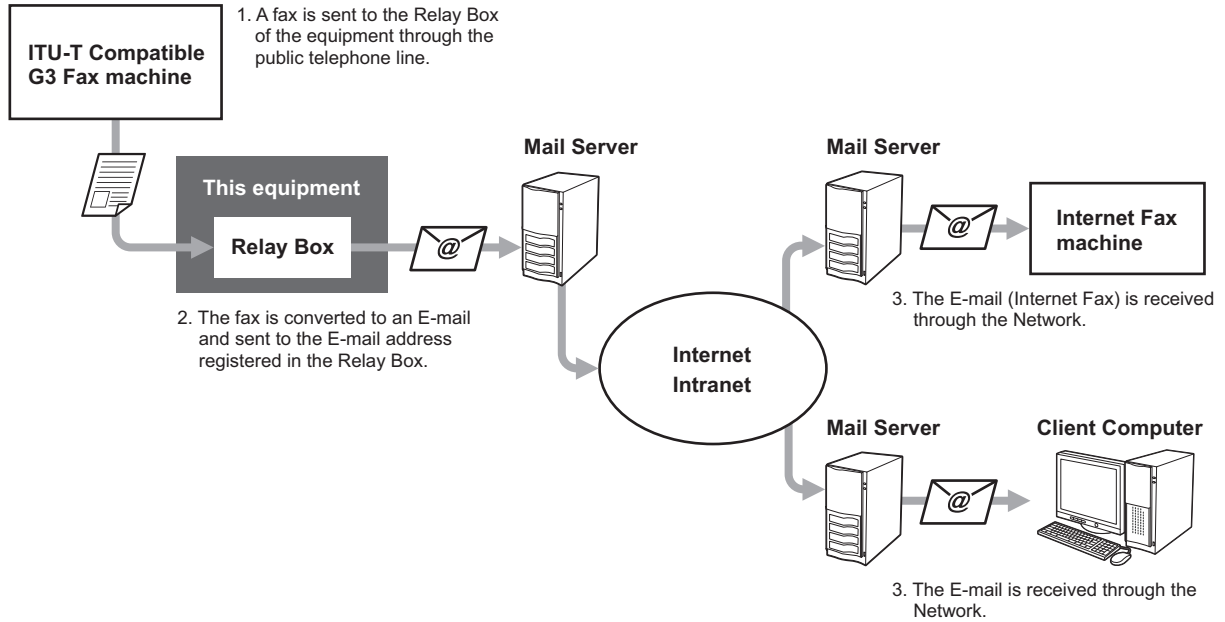 1. A fax is sent to the Relay Box
of the equipment through the
public telephone line.
ITU-T Compatible
G3 Fax machine
This equipment
Relay Box
@
2. The fax is converted to an E-mail
and sent to the E-mail address
registered in the Relay Box.
Mail Server
Internet
Intranet
Mail Server
@
Internet Fax
machine
3. The E-mail (Internet Fax) is received
through the Network.
Mail Server
@
Client Computer
3. The E-mail is received through the
Network.